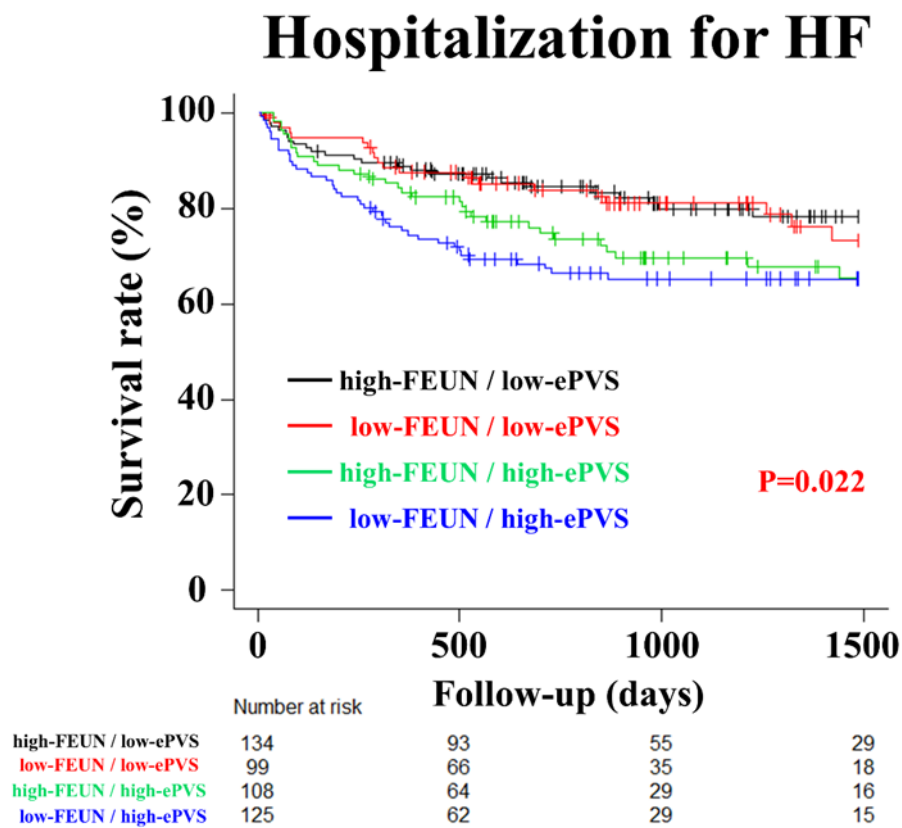 Hospitalization for HF
Survival rate (%)
100
80
60
40
20
0
high-FEUN / low-ePVS
low-FEUN / low-ePVS
high-FEUN / high-ePVS
low-FEUN / high-ePVS
P=0.022
0 500 1000 1500
Follow-up (days)
Number at risk
high-FEUN / low-ePVS 134 93 55 29
low-FEUN / low-ePVS 99 66 35 18
high-FEUN / high-ePVS 108 64 29 16
low-FEUN / high-ePVS 125 62 29 15